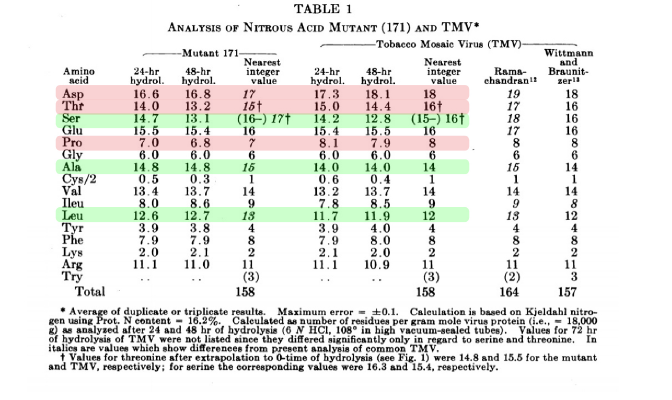 TABLE 1
ANALYSIS OF NITROUS ACID MUTANT (171) AND TMV*
Mutant 171 Tobacco Mosaic Virus (TMV)
Amino acid 24-hr hydrol. 48-hr hydrol. Nearest integer value 24-hr hydrol. 48-hr hydrol. Nearest integer value Rama-chandran¹² Wittmann and Braunit-zer¹³
Asp 16.6 16.8 17 17.3 18.1 18 19 18
Thr 14.0 13.2 15† 15.0 14.4 16† 17 16
Ser 14.7 13.1 (16–) 17† 14.2 12.8 (15–) 16† 18 16
Glu 15.5 15.4 16 15.4 15.5 16 17 16
Pro 7.0 6.8 7 8.1 7.9 8 8 8
Gly 6.0 6.0 6 6.0 6.0 6 6 6
Ala 14.8 14.8 15 14.0 14.0 14 15 14
Cys/2 0.5 0.3 1 0.6 0.4 1 1 1
Val 13.4 13.7 14 13.2 13.7 14 14 14
Ileu 8.0 8.6 9 7.8 8.5 9 9 8
Leu 12.6 12.7 13 11.7 11.9 12 13 12
Tyr 3.9 3.8 4 3.9 4.0 4 4 4
Phe 7.9 7.9 8 7.9 8.0 8 8 8
Lys 2.0 2.1 2 2.1 2.0 2 2 2
Arg 11.1 11.0 11 11.1 10.9 11 11 11
Try .. .. (3) .. .. (3) (2) 3
Total 158 158 164 157
* Average of duplicate or triplicate results. Maximum error = ±0.1. Calculation is based on Kjeldahl nitro-
gen using Prot. N content = 16.2%. Calculated as number of residues per gram mole virus protein (i.e., = 18,000
g) as analyzed after 24 and 48 hr of hydrolysis (6 N HCl, 108° in high vacuum-sealed tubes). Values for 72 hr
of hydrolysis of TMV were not listed since they differed significantly only in regard to serine and threonine. In
italics are values which show differences from present analysis of common TMV.
† Values for threonine after extrapolation to 0-time of hydrolysis (see Fig. 1) were 14.8 and 15.5 for the mutant
and TMV, respectively; for serine the corresponding values were 16.3 and 15.4, respectively.